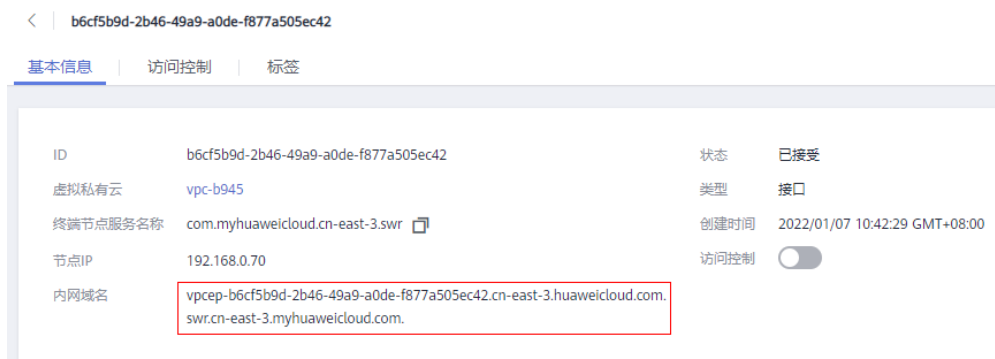 b6cf5b9d-2b46-49a9-a0de-f877a505ec42
基本信息 访问控制 标签
ID b6cf5b9d-2b46-49a9-a0de-f877a505ec42 状态 已接受
虚拟私有云 vpc-b945 类型 接口
终端节点服务名称 com.myhuaweicloud.cn-east-3.swr 创建时间 2022/01/07 10:42:29 GMT+08:00
节点IP 192.168.0.70 访问控制
内网域名 vpcep-b6cf5b9d-2b46-49a9-a0de-f877a505ec42.cn-east-3.huaweicloud.com.
swr.cn-east-3.myhuaweicloud.com.